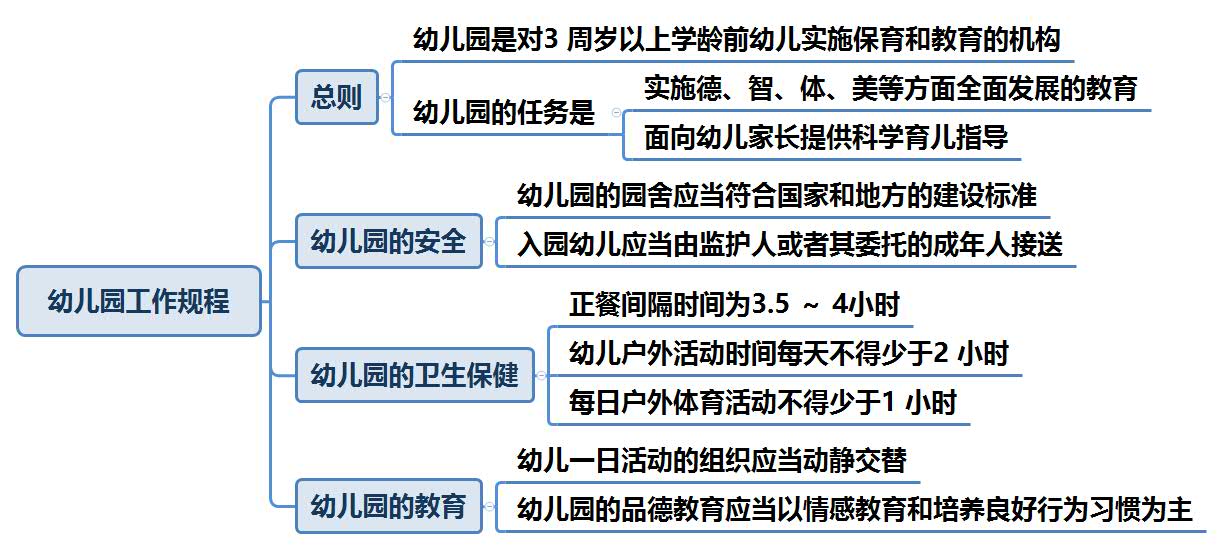 幼儿园工作规程
总则
幼儿园是对3 周岁以上学龄前幼儿实施保育和教育的机构
幼儿园的任务是
实施德、智、体、美等方面全面发展的教育
面向幼儿家长提供科学育儿指导
幼儿园的安全
幼儿园的园舍应当符合国家和地方的建设标准
入园幼儿应当由监护人或者其委托的成年人接送
幼儿园的卫生保健
正餐间隔时间为3.5 ～ 4小时
幼儿户外活动时间每天不得少于2 小时
每日户外体育活动不得少于1 小时
幼儿园的教育
幼儿一日活动的组织应当动静交替
幼儿园的品德教育应当以情感教育和培养良好行为习惯为主